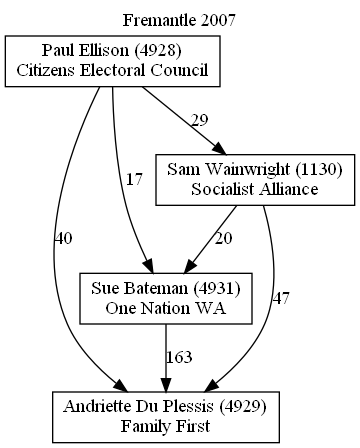 Fremantle 2007
Paul Ellison (4928)
Citizens Electoral Council
29
Sam Wainwright (1130)
Socialist Alliance
17
40
20
47
Sue Bateman (4931)
One Nation WA
163
Andriette Du Plessis (4929)
Family First